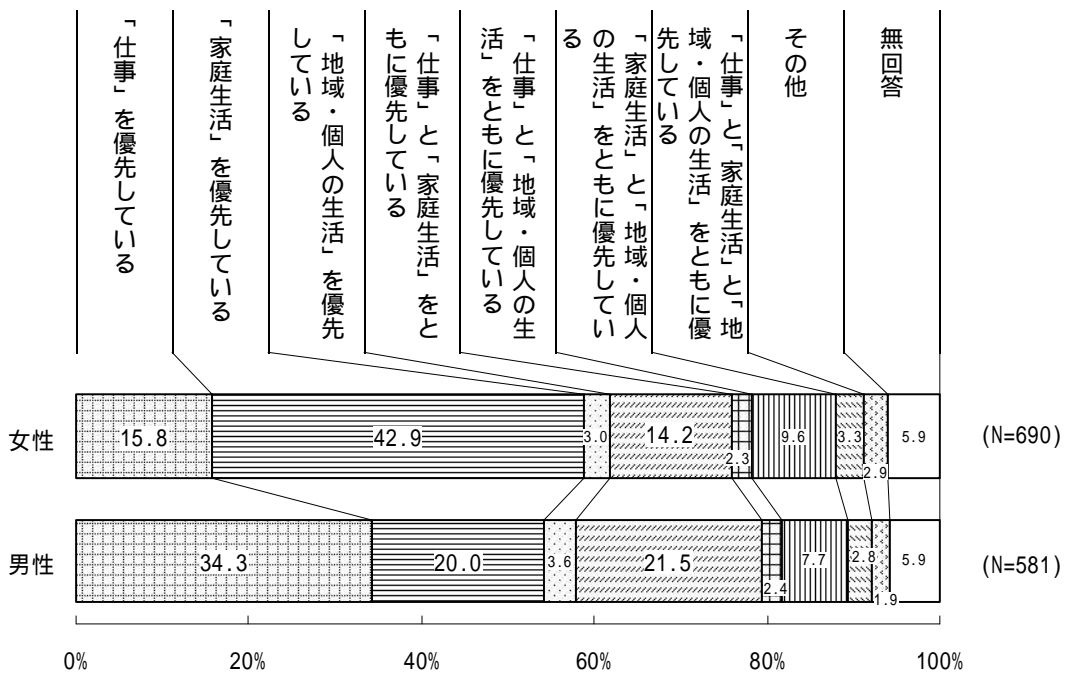 「仕事」を優先している
「家庭生活」を優先している
「地域・個人の生活」を優先
している
「仕事」と「家庭生活」をと
もに優先している
「仕事」と「地域・個人の生
活」をともに優先している
「家庭生活」と「地域・個人
の生活」をともに優先してい
る
「仕事」と「家庭生活」と「地
域・個人の生活」をともに優
先している
その他
無回答
女性
15.8
42.9
3.0
14.2
2.3
9.6
3.3
2.9
5.9
(N=690)
男性
34.3
20.0
3.6
21.5
2.4
7.7
2.8
1.9
5.9
(N=581)
0%
20%
40%
60%
80%
100%